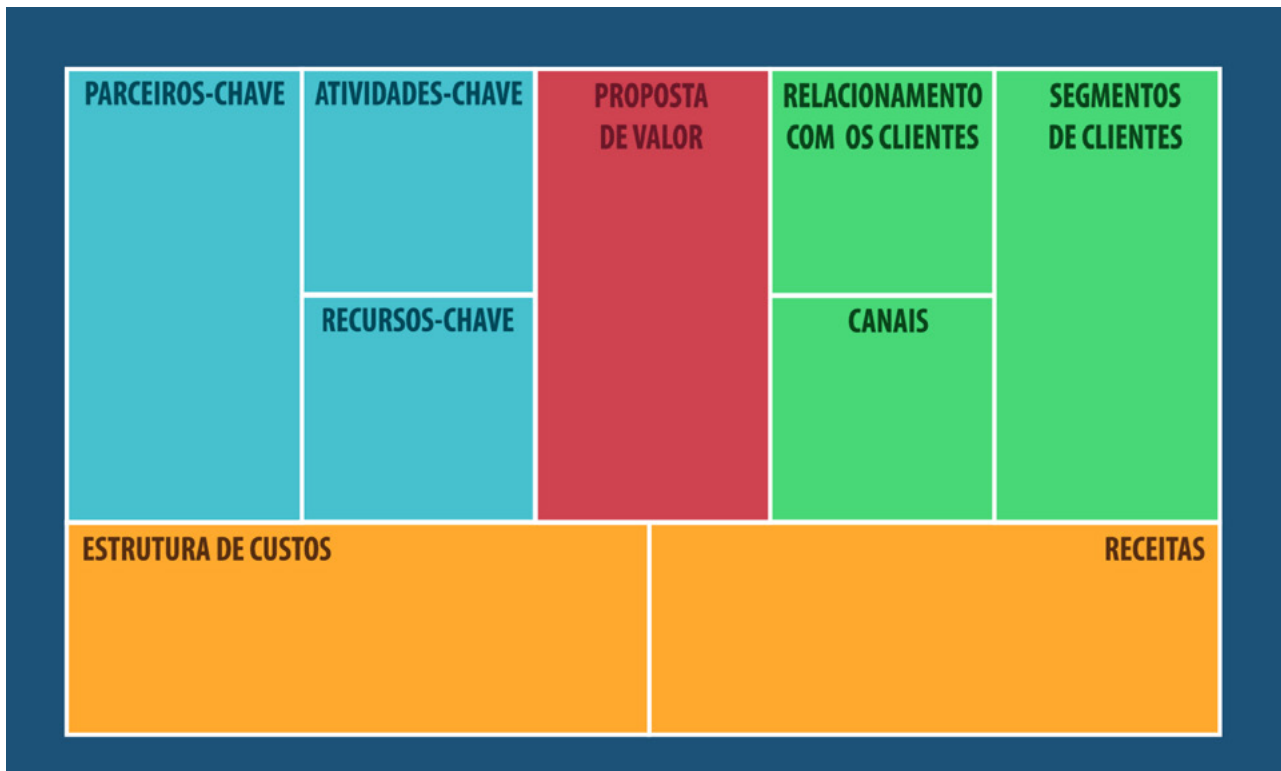 PARCEIROS-CHAVE
ATIVIDADES-CHAVE
RECURSOS-CHAVE
PROPOSTA
DE VALOR
RELACIONAMENTO
COM OS CLIENTES
CANAIS
SEGMENTOS
DE CLIENTES
ESTRUTURA DE CUSTOS
RECEITAS